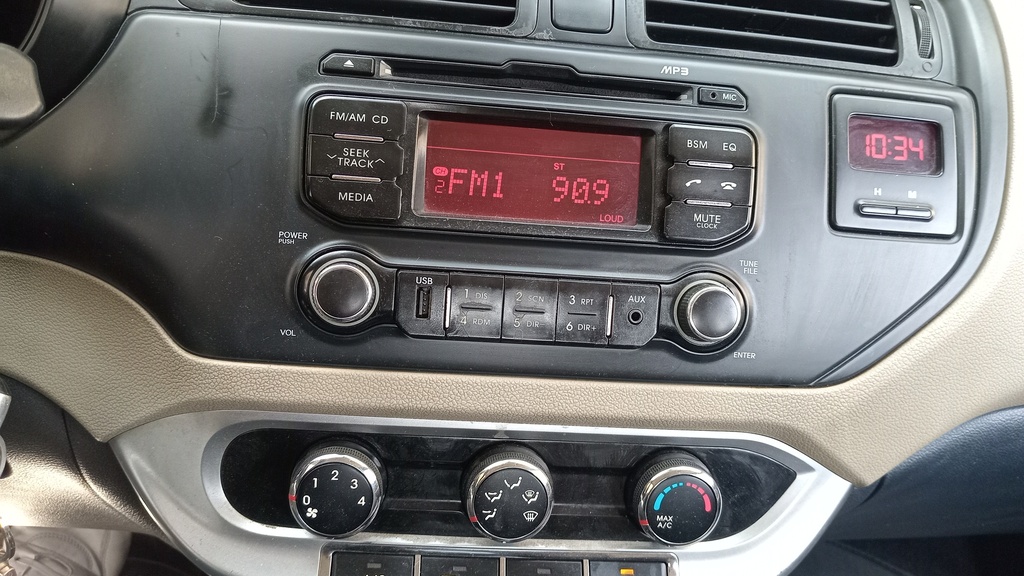 MP3
MIC
FM/AM CD
SEEK
TRACK
MEDIA
ST
CH
2
FM1
90.9
LOUD
BSM EQ
MUTE
CLOCK
10:34
H M
POWER
PUSH
VOL
USB
1 DIS
2 SCN
3 RPT
4 RDM
5 DIR -
6 DIR +
AUX
TUNE
FILE
ENTER
0 1 2 3 4
MAX
A/C